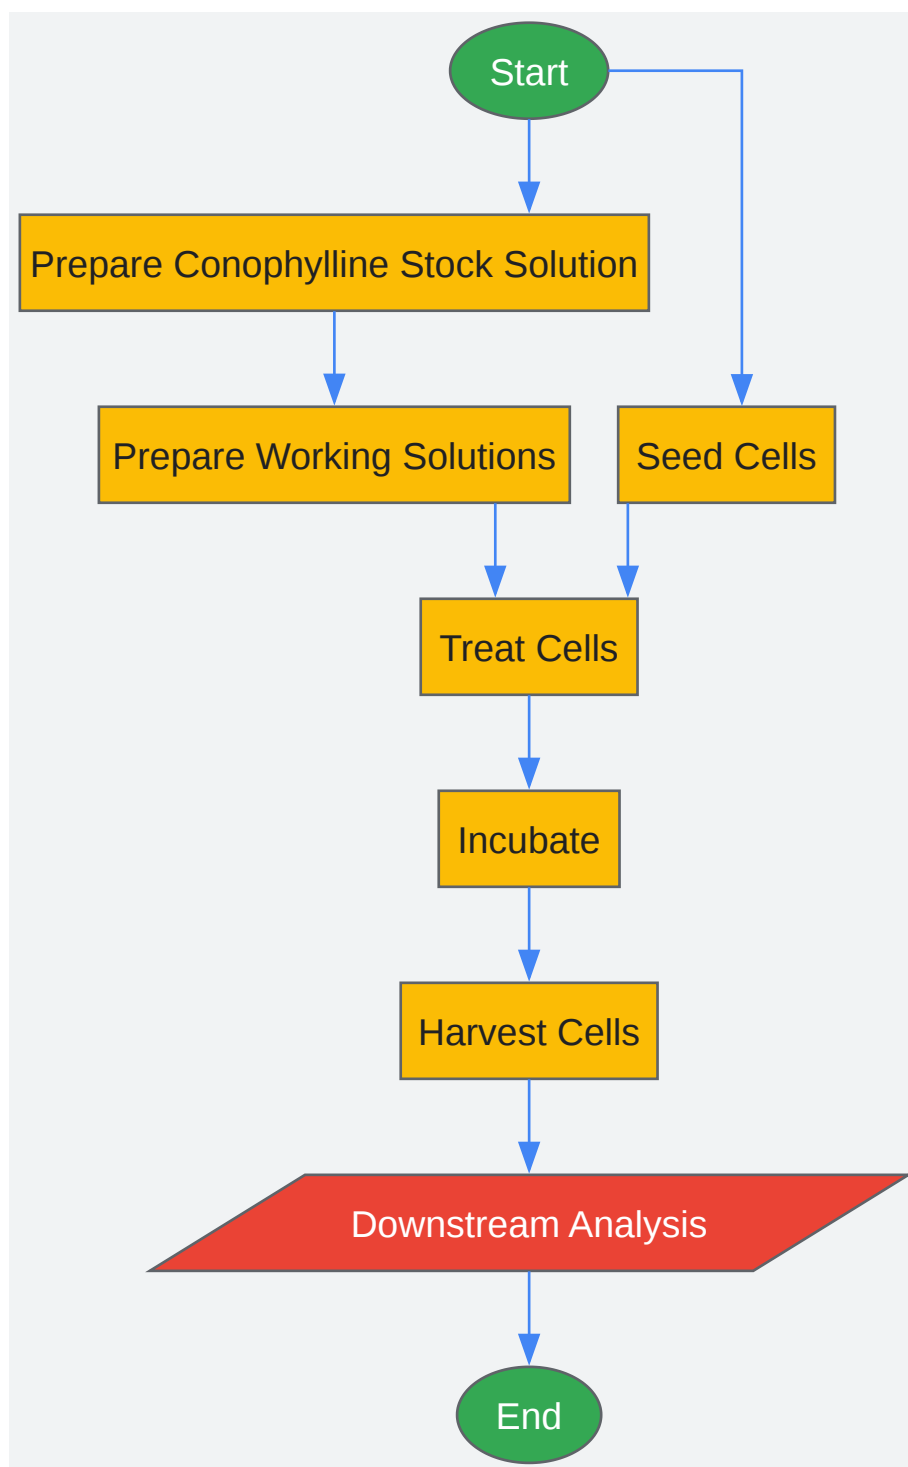 Start
Prepare Conophylline Stock Solution
Prepare Working Solutions
Seed Cells
Treat Cells
Incubate
Harvest Cells
Downstream Analysis
End